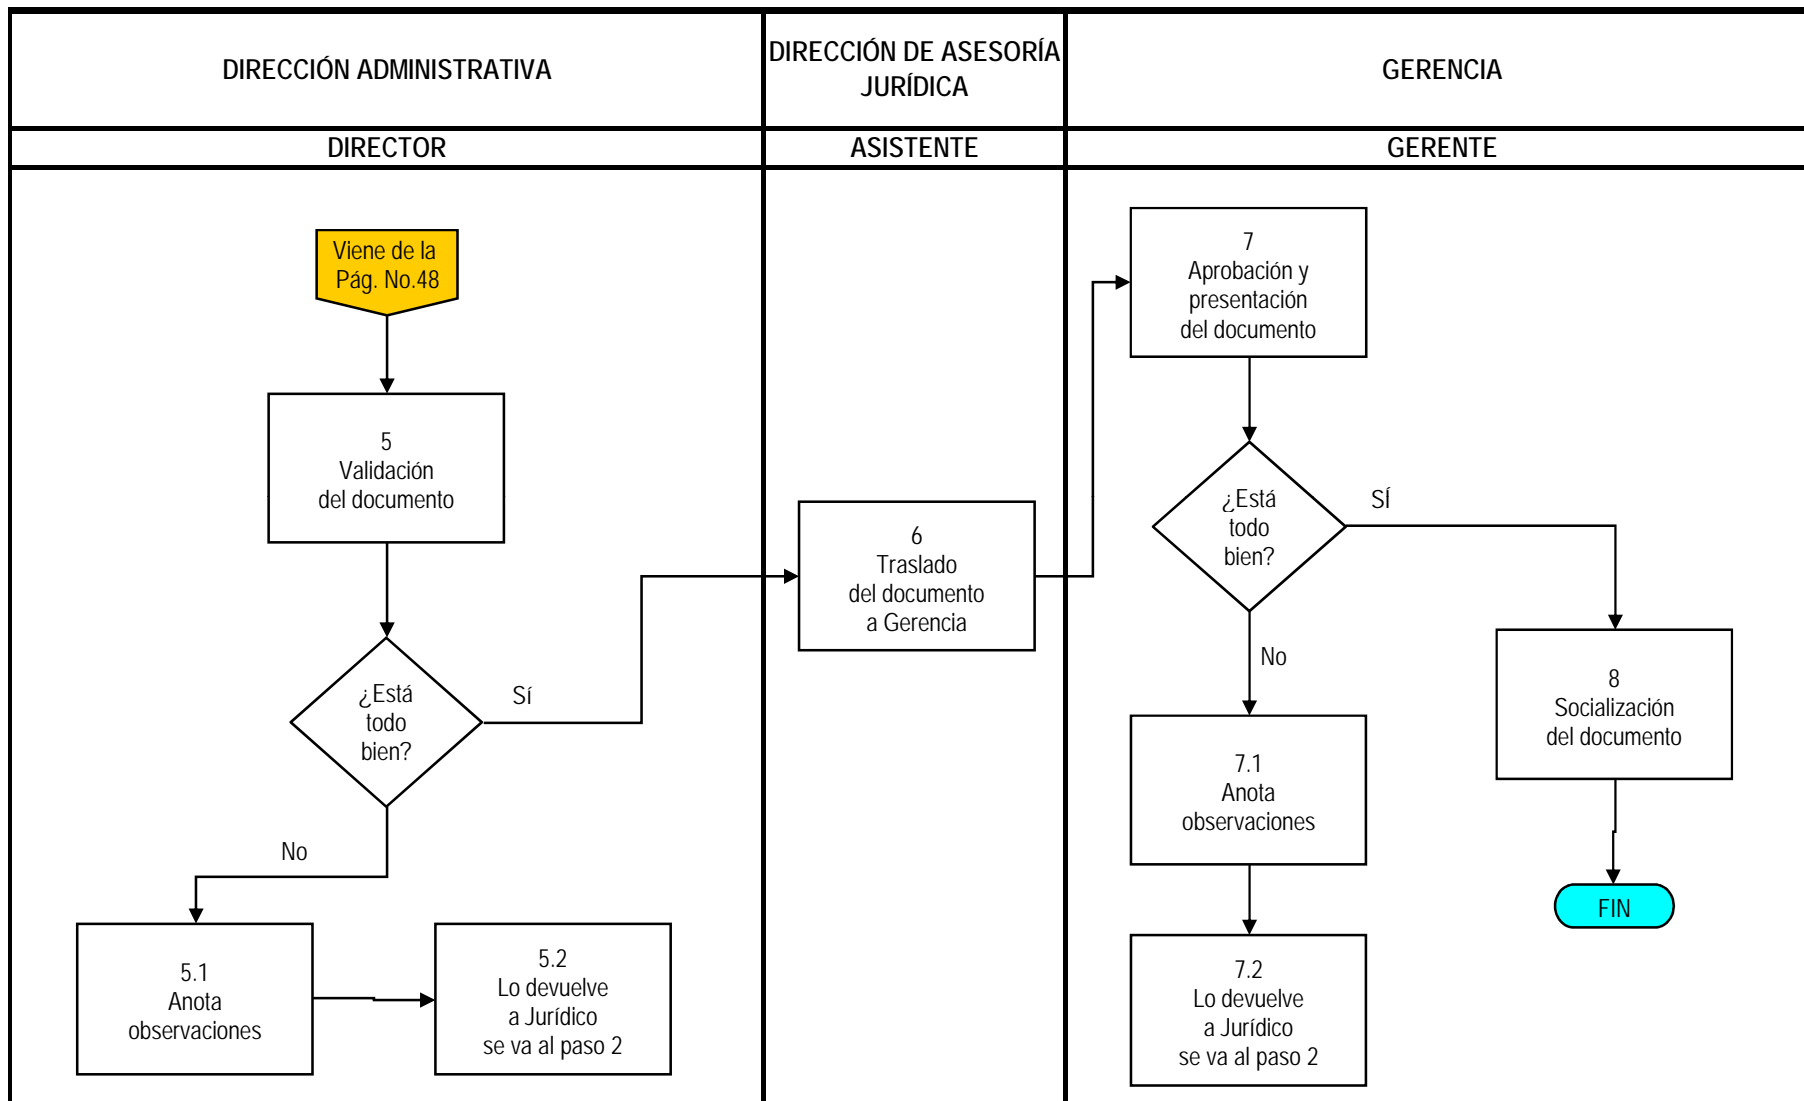 DIRECCIÓN ADMINISTRATIVA
DIRECCIÓN DE ASESORÍA
JURÍDICA
GERENCIA
DIRECTOR
ASISTENTE
GERENTE
Viene de la
Pág. No.48
5
Validación
del documento
¿Está
todo
bien?
Sí
No
5.1
Anota
observaciones
5.2
Lo devuelve
a Jurídico
se va al paso 2
6
Traslado
del documento
a Gerencia
7
Aprobación y
presentación
del documento
¿Está
todo
bien?
SÍ
No
7.1
Anota
observaciones
7.2
Lo devuelve
a Jurídico
se va al paso 2
8
Socialización
del documento
FIN